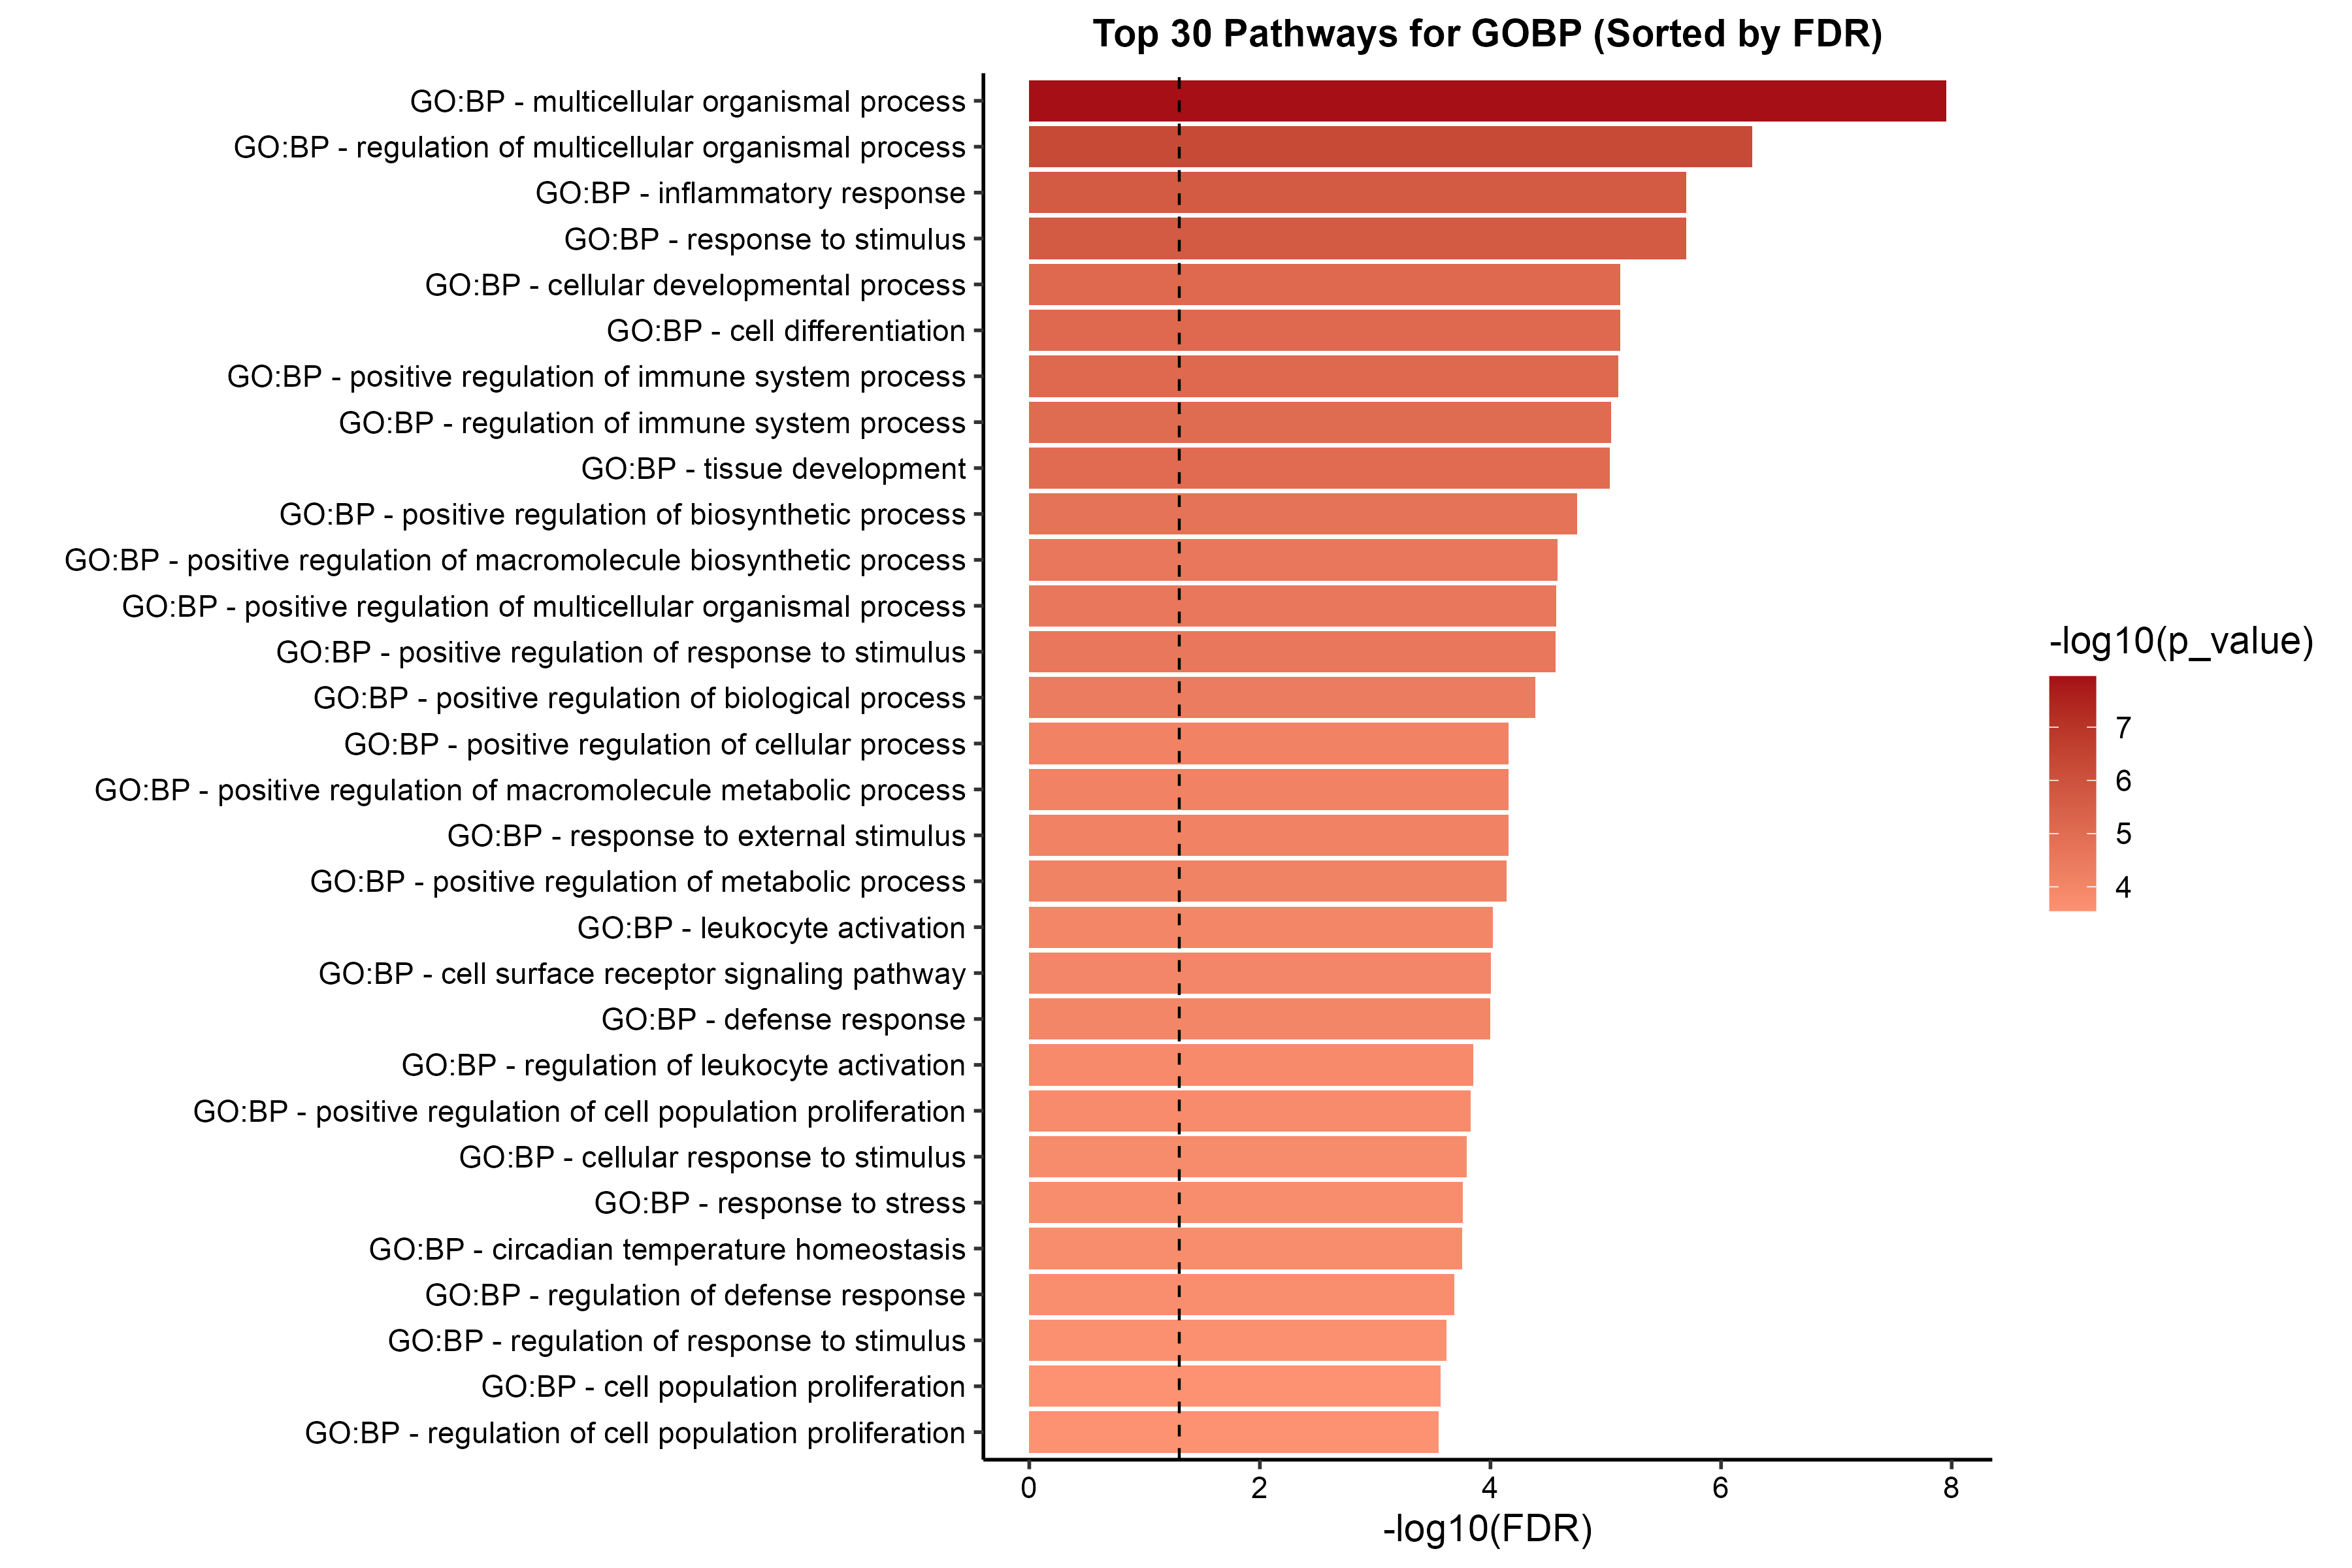 Top 30 Pathways for GOBP (Sorted by FDR)
GO:BP - multicellular organismal process
GO:BP - regulation of multicellular organismal process
GO:BP - inflammatory response
GO:BP - response to stimulus
GO:BP - cellular developmental process
GO:BP - cell differentiation
GO:BP - positive regulation of immune system process
GO:BP - regulation of immune system process
GO:BP - tissue development
GO:BP - positive regulation of biosynthetic process
GO:BP - positive regulation of macromolecule biosynthetic process
GO:BP - positive regulation of multicellular organismal process
GO:BP - positive regulation of response to stimulus
GO:BP - positive regulation of biological process
GO:BP - positive regulation of cellular process
GO:BP - positive regulation of macromolecule metabolic process
GO:BP - response to external stimulus
GO:BP - positive regulation of metabolic process
GO:BP - leukocyte activation
GO:BP - cell surface receptor signaling pathway
GO:BP - defense response
GO:BP - regulation of leukocyte activation
GO:BP - positive regulation of cell population proliferation
GO:BP - cellular response to stimulus
GO:BP - response to stress
GO:BP - circadian temperature homeostasis
GO:BP - regulation of defense response
GO:BP - regulation of response to stimulus
GO:BP - cell population proliferation
GO:BP - regulation of cell population proliferation
0 2 4 6 8
-log10(FDR)
-log10(p_value)
7
6
5
4